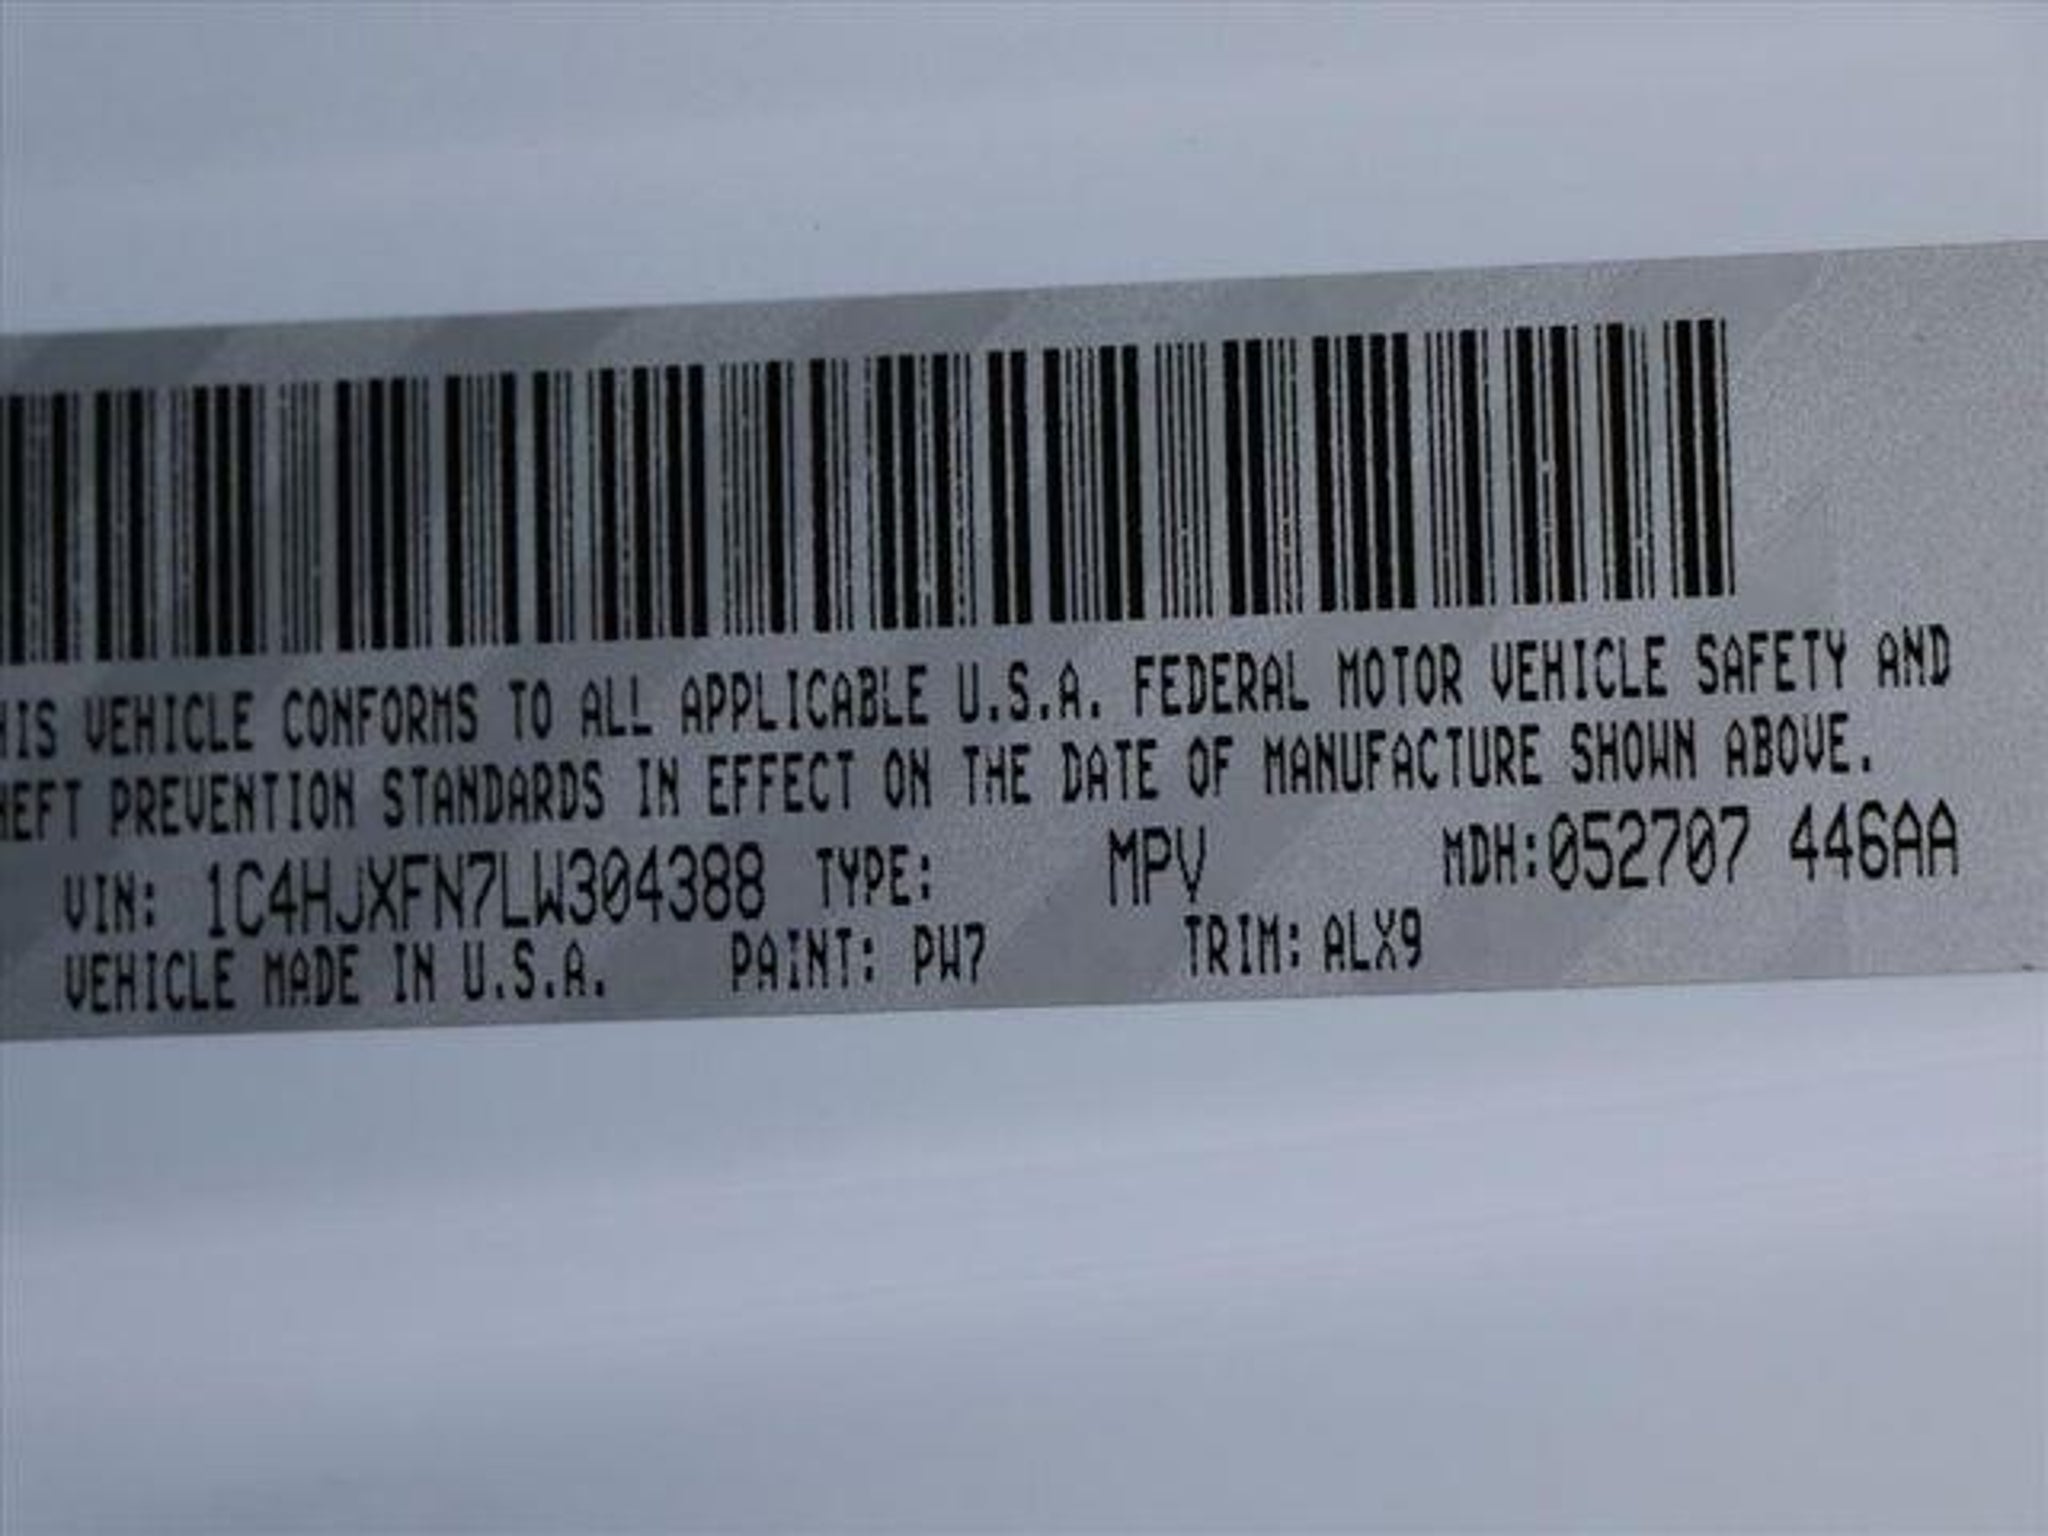 HIS VEHICLE CONFORMS TO ALL APPLICABLE U.S.A. FEDERAL MOTOR VEHICLE SAFETY AND
HEFT PREVENTION STANDARDS IN EFFECT ON THE DATE OF MANUFACTURE SHOWN ABOVE.
VIN: 1C4HJXFN7LW304388 TYPE: MPV MDH:052707 446AA
VEHICLE MADE IN U.S.A. PAINT: PW7 TRIM: ALX9